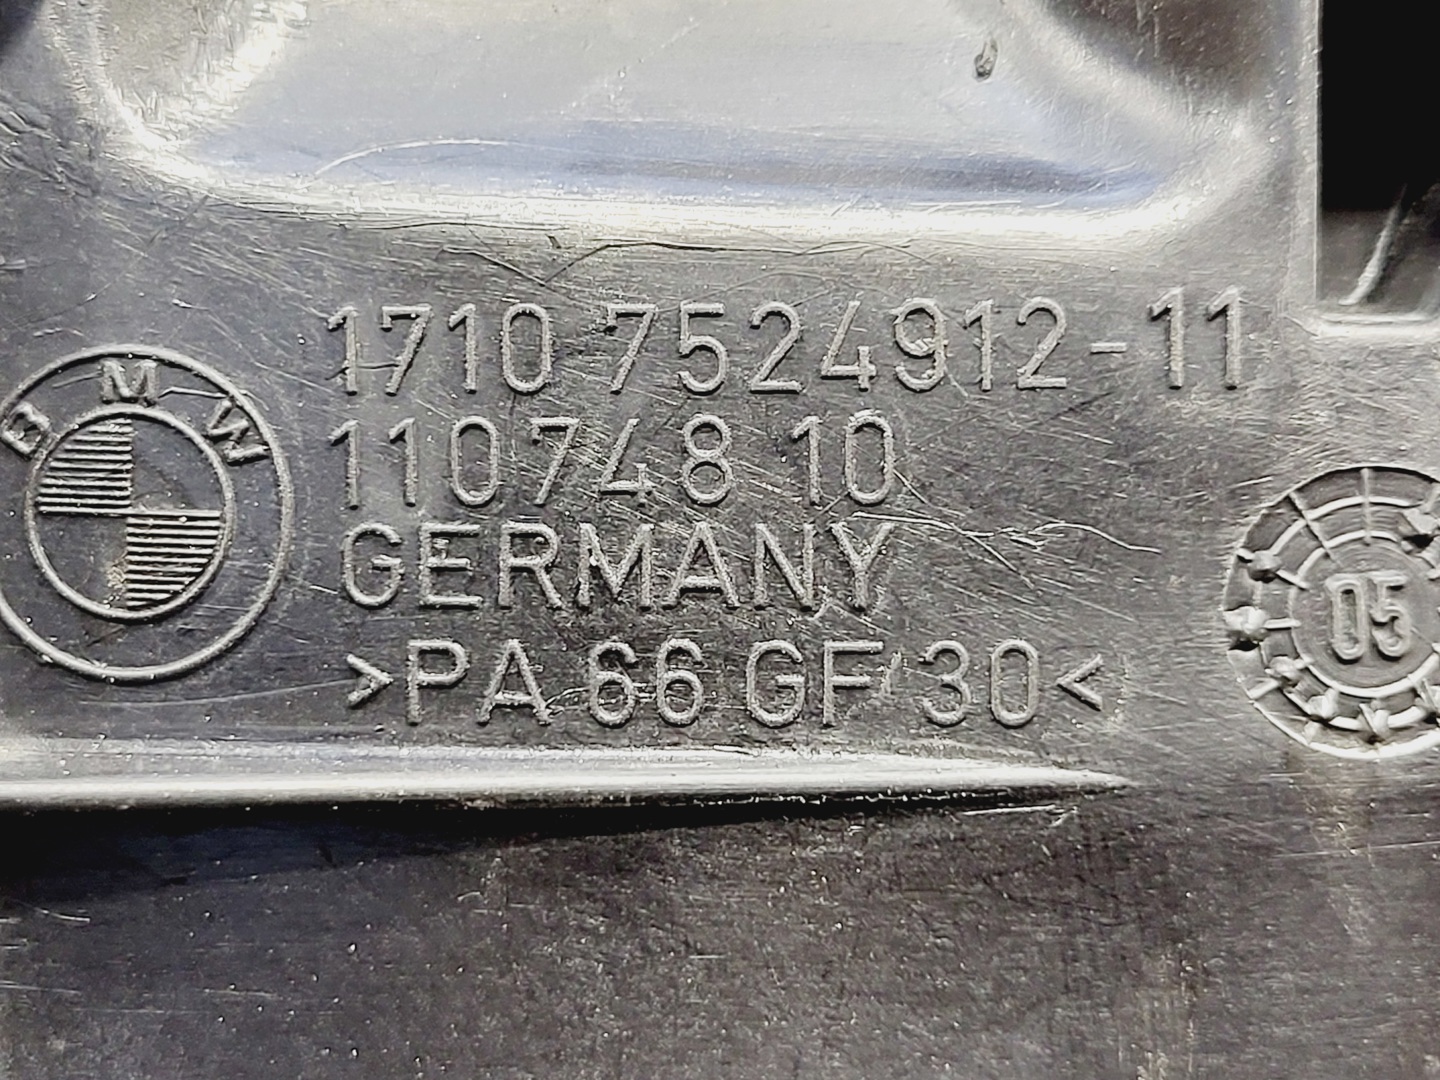 BMW
1710 7524912-11
110748 10
GERMANY
>PA 66 GF 30<
05